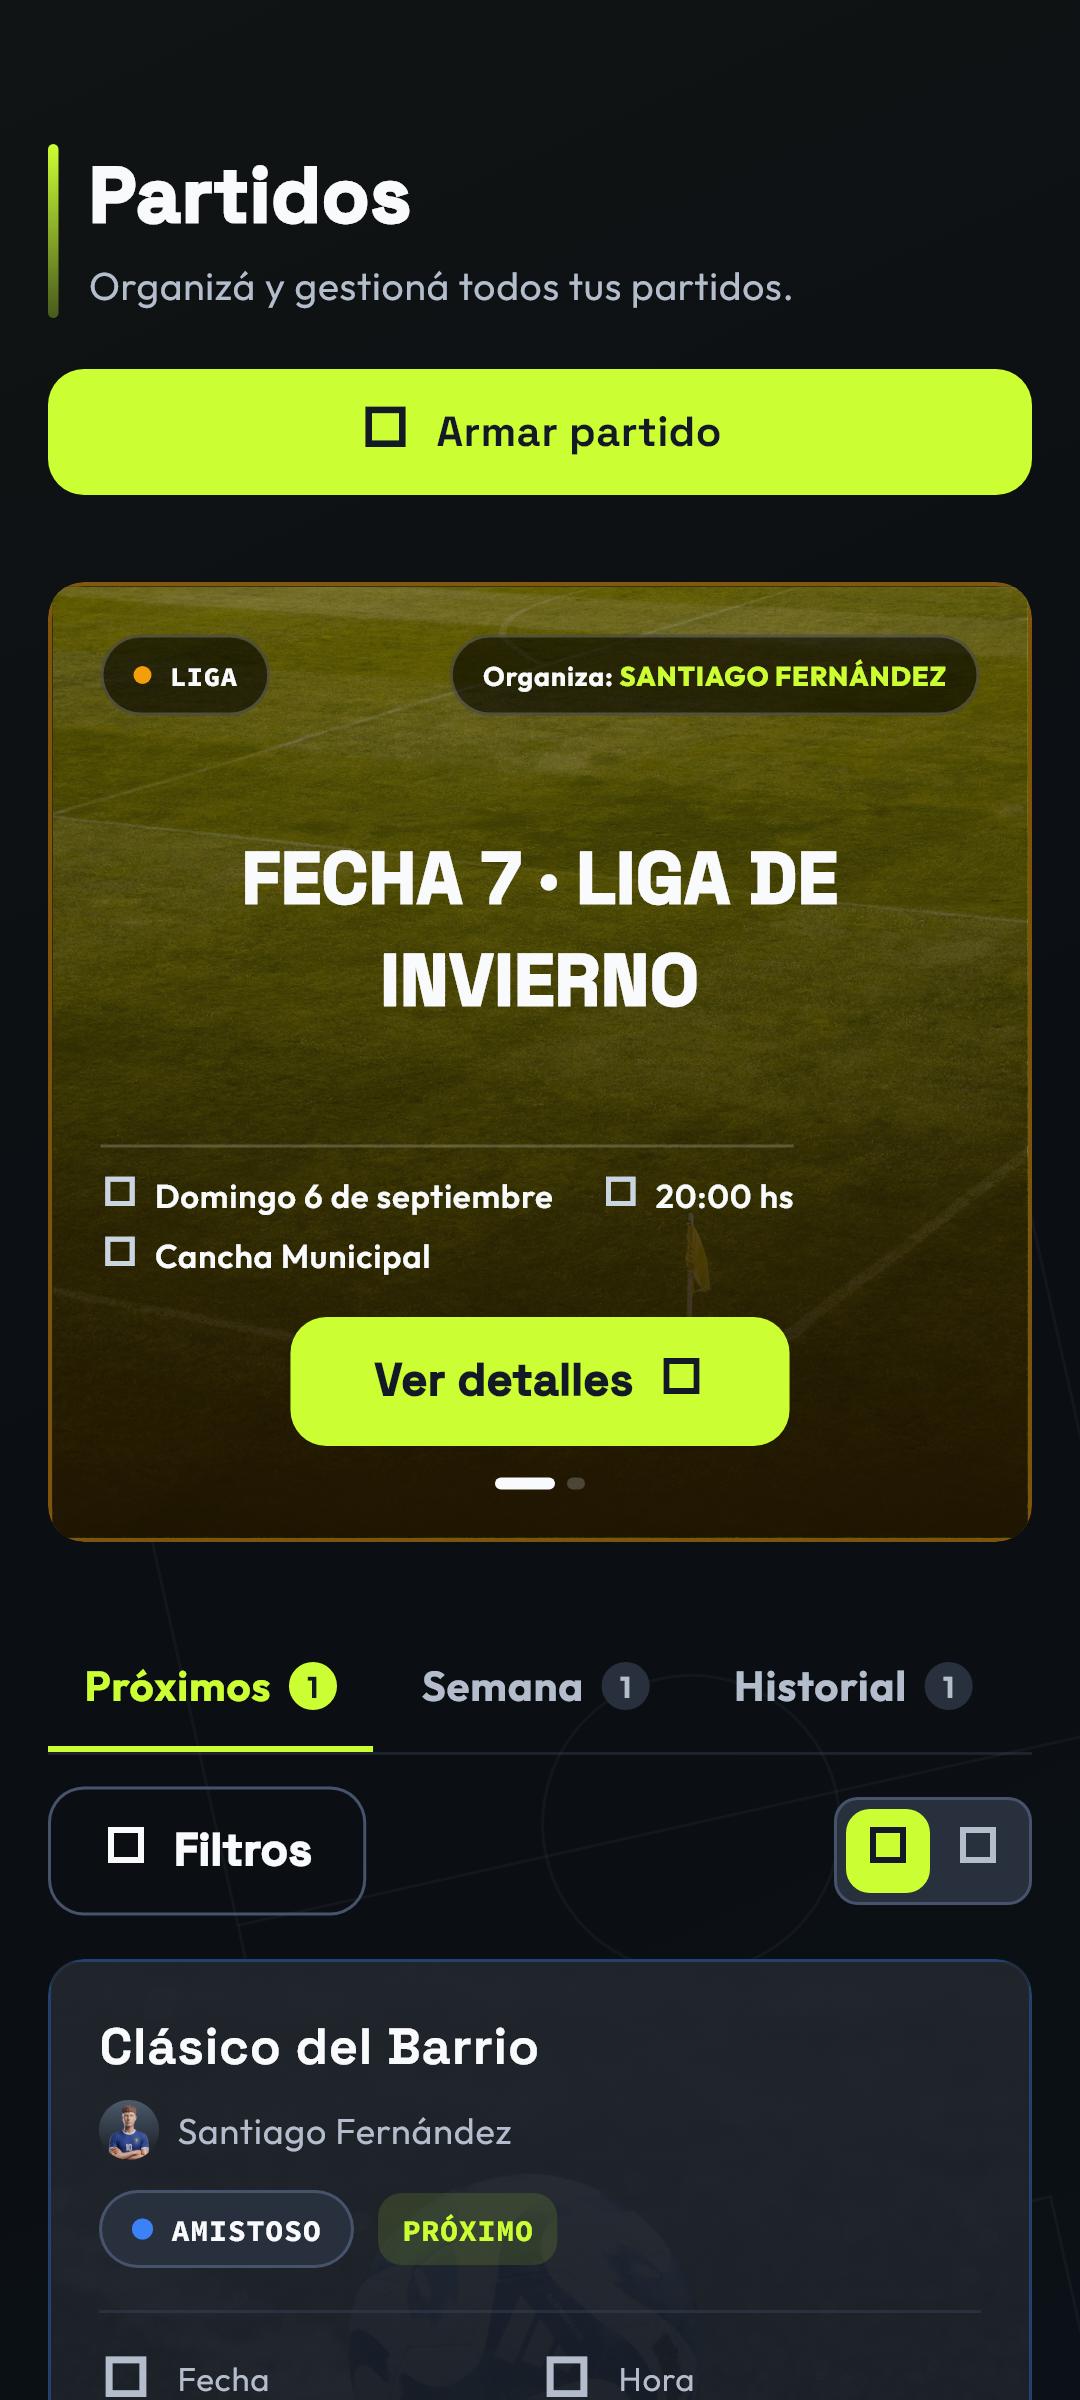 Partidos
Organizá y gestioná todos tus partidos.
Armar partido
LIGA
Organiza: SANTIAGO FERNÁNDEZ
FECHA 7 • LIGA DE
INVIERNO
Domingo 6 de septiembre
20:00 hs
Cancha Municipal
Ver detalles
Próximos 1
Semana 1
Historial 1
Filtros
Clásico del Barrio
Santiago Fernández
AMISTOSO
PRÓXIMO
Fecha
Hora